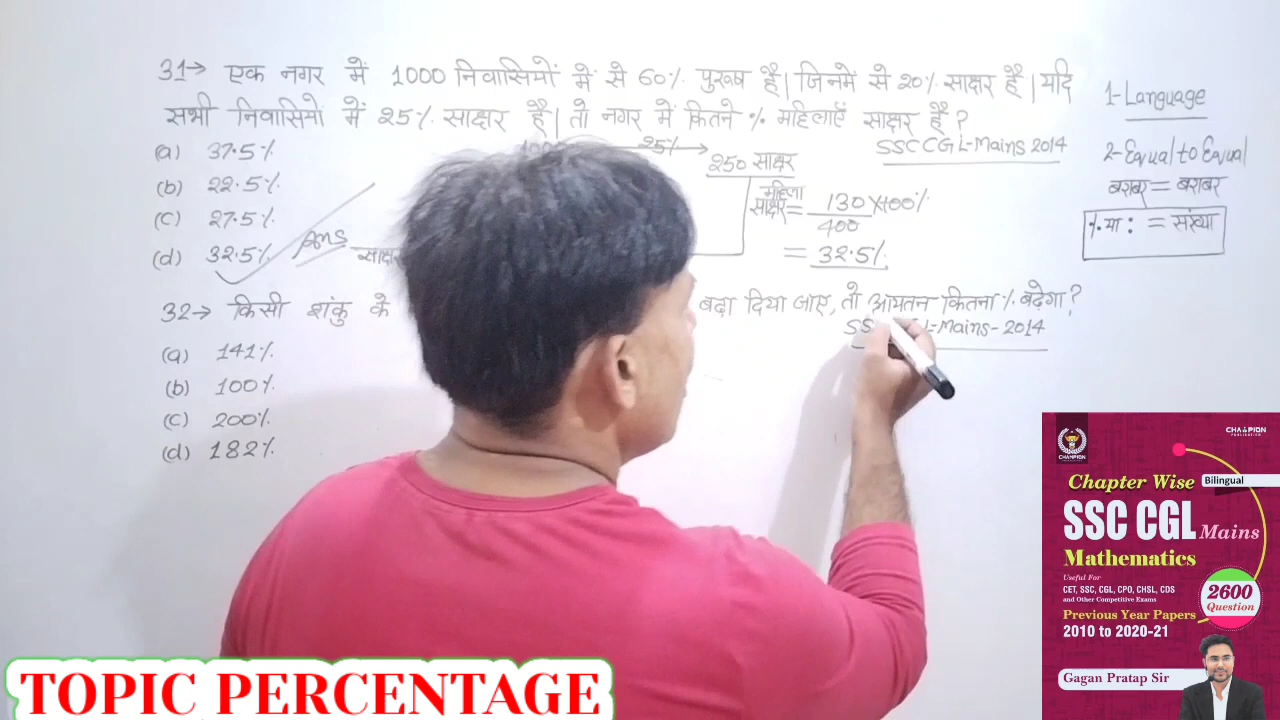 31→ एक नगर में 1000 निवासियों में से 60% पुरूष है| जिनमे से 20% साक्षर है | यदि
सभी निवासियो में 25% साक्षर है| तो नगर में कितने % महिलाएँ साक्षर है ?
SSC CGL-Mains 2014
(a) 37.5%
(b) 22.5%
(c) 27.5%
(d) 32.5%
Ans
साक्षर
25%
250 साक्षर
महिला
साक्षर = 130 × 100%
400
= 32.5%
1-Language
2-Equal to Equal
बराबर = बराबर
% या : = संख्या
32→ किसी शंकु के बढ़ा दिया जाए, तो आयतन कितना % बढ़ेगा ?
L-Mains-2014
(a) 141%
(b) 100%
(c) 200%
(d) 182%
CHAMPION
PUBLICATION
CHAMPION
Chapter Wise Bilingual
SSC CGL Mains
Mathematics
Useful For
CET, SSC, CGL, CPO, CHSL, CDS
and Other Competitive Exams
2600
Question
Previous Year Papers
2010 to 2020-21
Gagan Pratap Sir
TOPIC PERCENTAGE